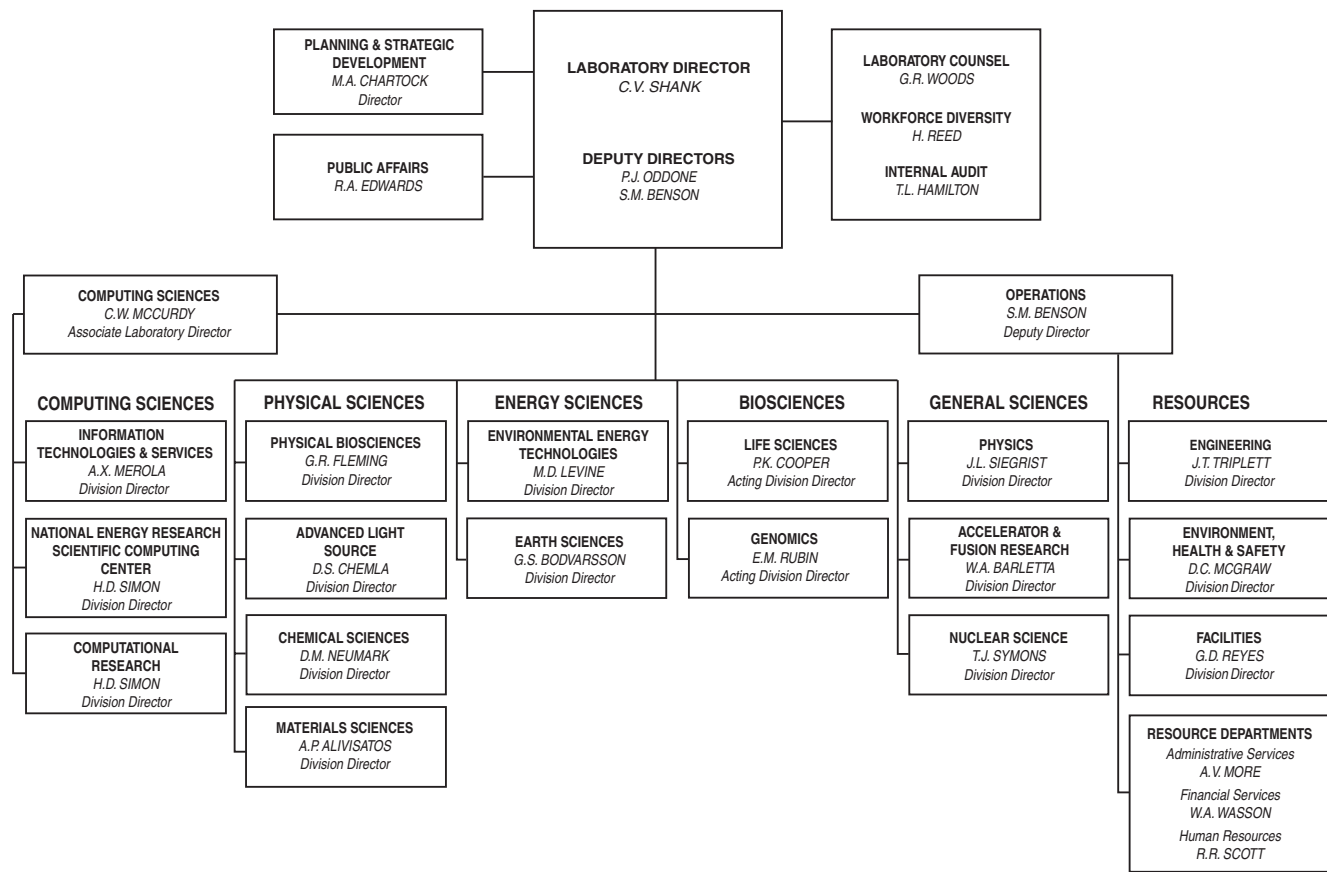 PLANNING & STRATEGIC
DEVELOPMENT
M.A. CHARTOCK
Director
PUBLIC AFFAIRS
R.A. EDWARDS
LABORATORY DIRECTOR
C.V. SHANK
DEPUTY DIRECTORS
P.J. ODDONE
S.M. BENSON
LABORATORY COUNSEL
G.R. WOODS
WORKFORCE DIVERSITY
H. REED
INTERNAL AUDIT
T.L. HAMILTON
COMPUTING SCIENCES
C.W. MCCURDY
Associate Laboratory Director
OPERATIONS
S.M. BENSON
Deputy Director
COMPUTING SCIENCES
INFORMATION
TECHNOLOGIES & SERVICES
A.X. MEROLA
Division Director
NATIONAL ENERGY RESEARCH
SCIENTIFIC COMPUTING
CENTER
H.D. SIMON
Division Director
COMPUTATIONAL
RESEARCH
H.D. SIMON
Division Director
PHYSICAL SCIENCES
PHYSICAL BIOSCIENCES
G.R. FLEMING
Division Director
ADVANCED LIGHT
SOURCE
D.S. CHEMLA
Division Director
CHEMICAL SCIENCES
D.M. NEUMARK
Division Director
MATERIALS SCIENCES
A.P. ALIVISATOS
Division Director
ENERGY SCIENCES
ENVIRONMENTAL ENERGY
TECHNOLOGIES
M.D. LEVINE
Division Director
EARTH SCIENCES
G.S. BODVARSSON
Division Director
BIOSCIENCES
LIFE SCIENCES
P.K. COOPER
Acting Division Director
GENOMICS
E.M. RUBIN
Acting Division Director
GENERAL SCIENCES
PHYSICS
J.L. SIEGRIST
Division Director
ACCELERATOR &
FUSION RESEARCH
W.A. BARLETTA
Division Director
NUCLEAR SCIENCE
T.J. SYMONS
Division Director
RESOURCES
ENGINEERING
J.T. TRIPLETT
Division Director
ENVIRONMENT,
HEALTH & SAFETY
D.C. MCGRAW
Division Director
FACILITIES
G.D. REYES
Division Director
RESOURCE DEPARTMENTS
Administrative Services
A.V. MORE
Financial Services
W.A. WASSON
Human Resources
R.R. SCOTT